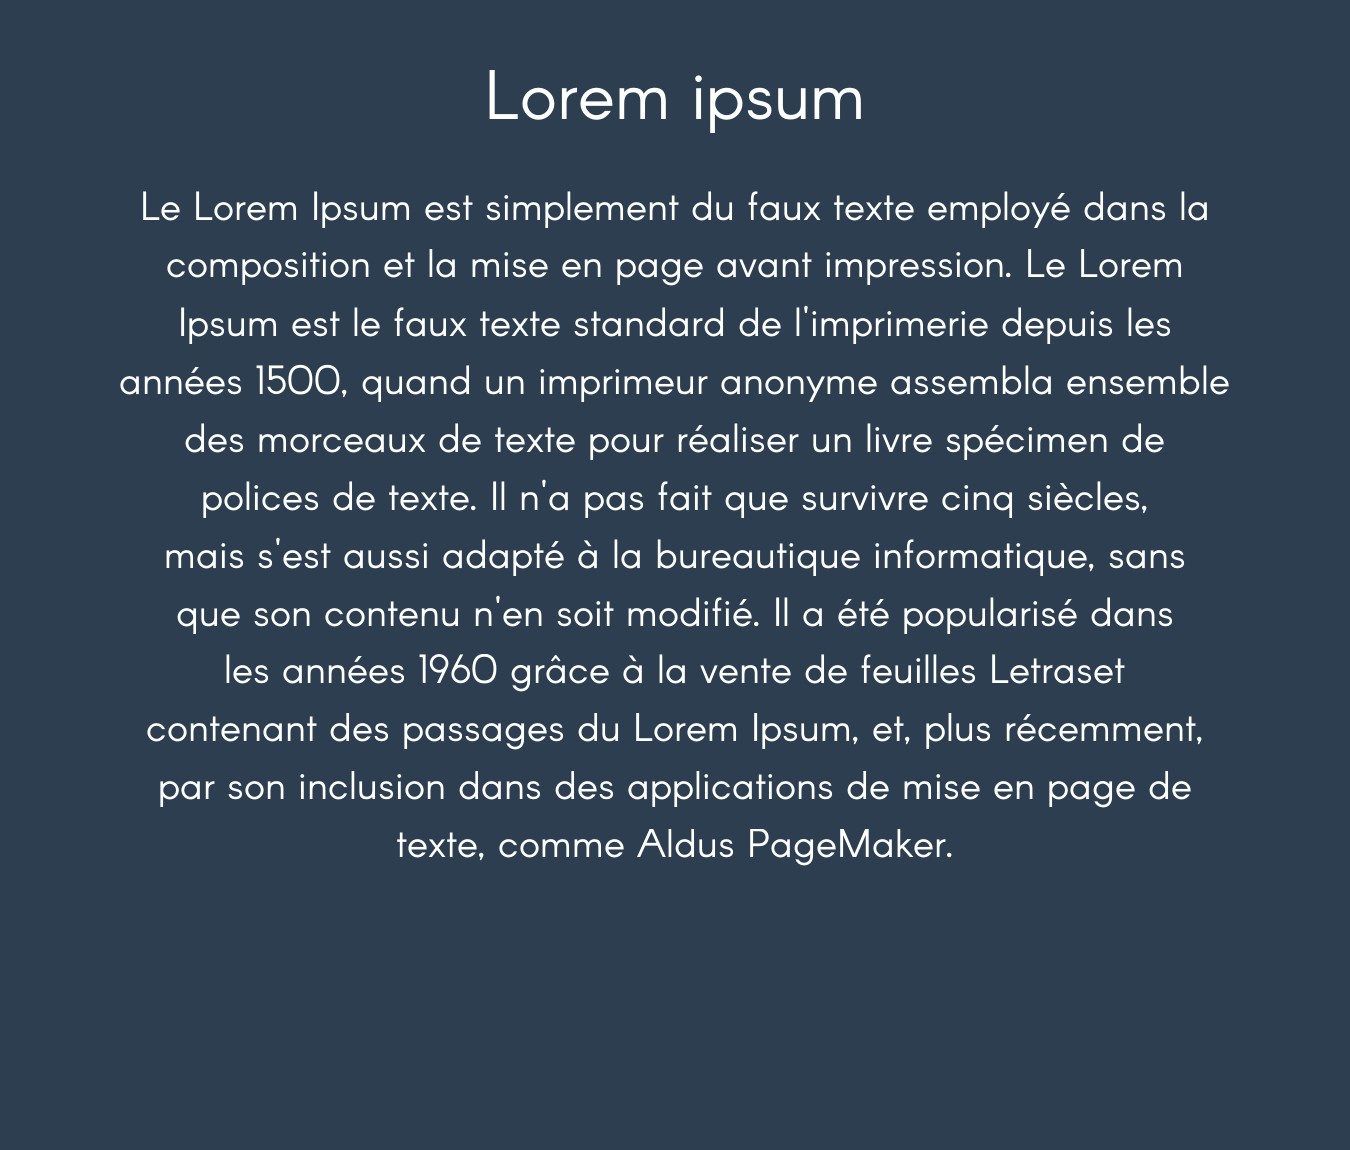 Lorem ipsum
Le Lorem Ipsum est simplement du faux texte employé dans la
composition et la mise en page avant impression. Le Lorem
Ipsum est le faux texte standard de l'imprimerie depuis les
années 1500, quand un imprimeur anonyme assembla ensemble
des morceaux de texte pour réaliser un livre spécimen de
polices de texte. Il n'a pas fait que survivre cinq siècles,
mais s'est aussi adapté à la bureautique informatique, sans
que son contenu n'en soit modifié. Il a été popularisé dans
les années 1960 grâce à la vente de feuilles Letraset
contenant des passages du Lorem Ipsum, et, plus récemment,
par son inclusion dans des applications de mise en page de
texte, comme Aldus PageMaker.